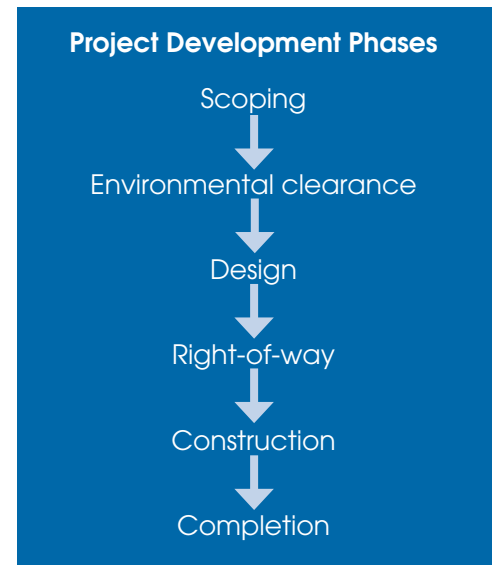 Project Development Phases
Scoping
Environmental clearance
Design
Right-of-way
Construction
Completion